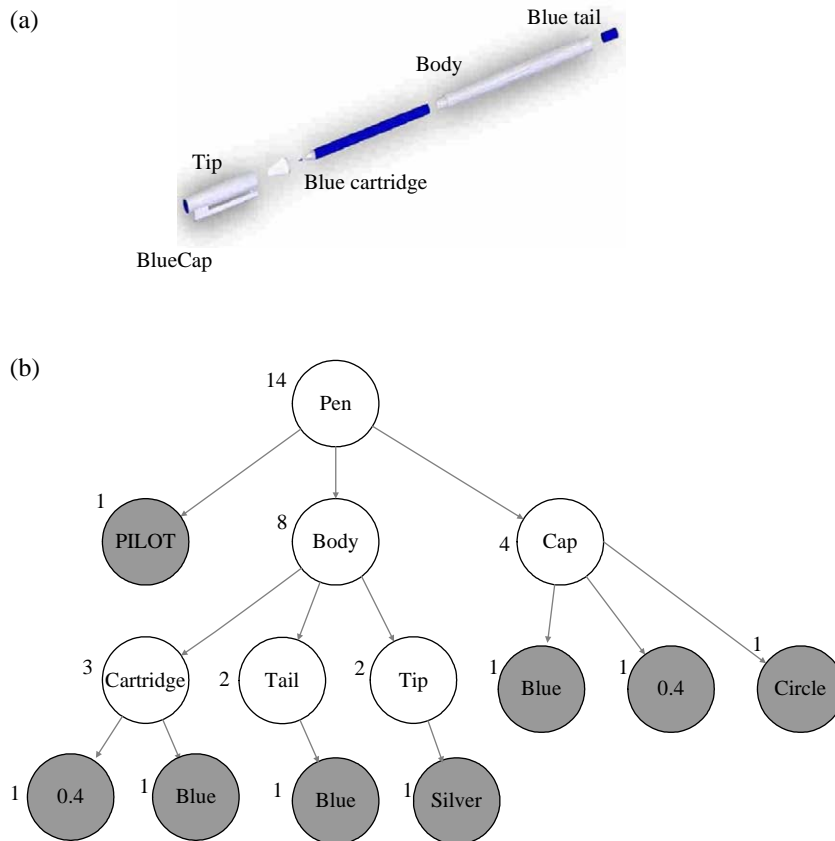 (a)
Blue tail
Body
Tip
Blue cartridge
BlueCap
(b)
14
Pen
1
PILOT
8
Body
4
Cap
3
Cartridge
2
Tail
2
Tip
1
Blue
1
0.4
1
Circle
1
0.4
1
Blue
1
Blue
1
Silver